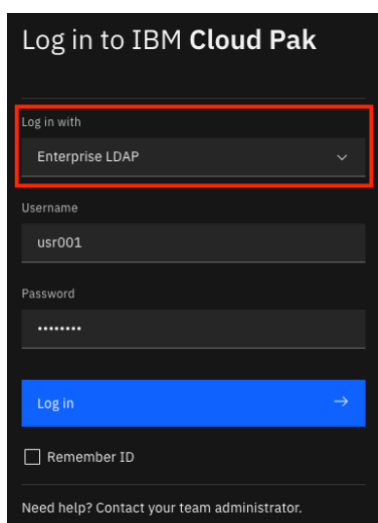 Log in to IBM Cloud Pak
Log in with
Enterprise LDAP
Username
usr001
Password
••••••••
Log in
Remember ID
Need help? Contact your team administrator.